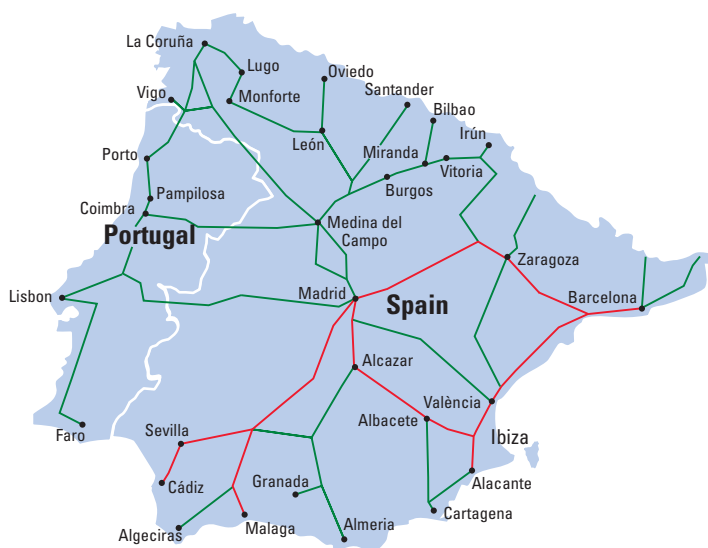 La Coruña
Lugo
Oviedo
Santander
Vigo
Monforte
Bilbao
Irún
León
Miranda
Porto
Vitoria
Burgos
Pampilosa
Coimbra
Portugal
Medina del
Campo
Zaragoza
Lisbon
Madrid
Spain
Barcelona
Alcazar
València
Albacete
Faro
Sevilla
Ibiza
Cádiz
Granada
Alacante
Algeciras
Malaga
Almeria
Cartagena